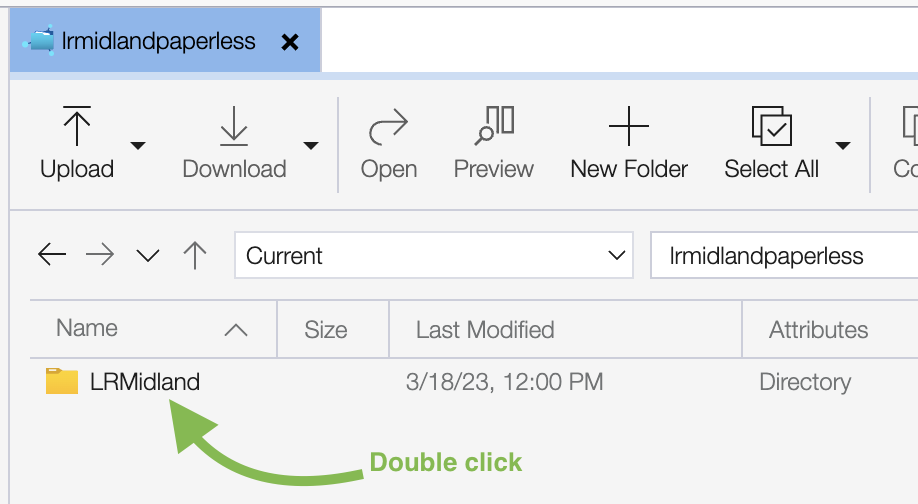 lrmidlandpaperless
Upload Download Open Preview New Folder Select All
Current lrmidlandpaperless
Name Size Last Modified Attributes
LRMidland 3/18/23, 12:00 PM Directory
Double click